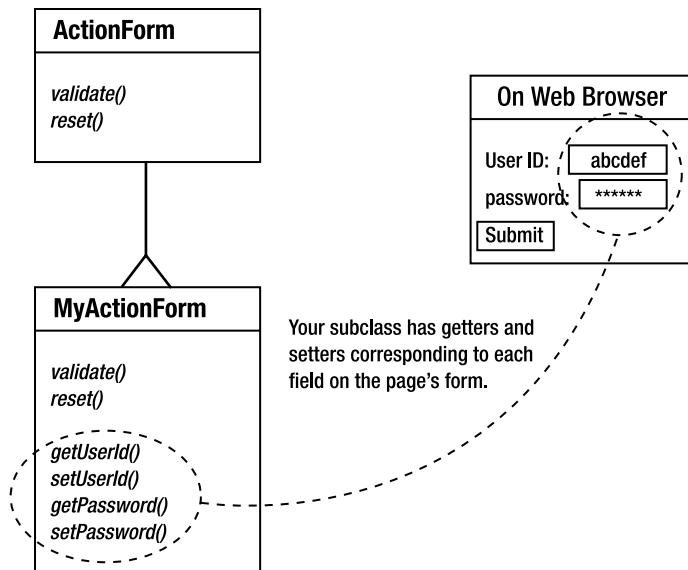 ActionForm
validate()
reset()
On Web Browser
User ID:
abcdef
password:
******
Submit
MyActionForm
validate()
reset()
getUserId()
setUserId()
getPassword()
setPassword()
Your subclass has getters and
setters corresponding to each
field on the page's form.